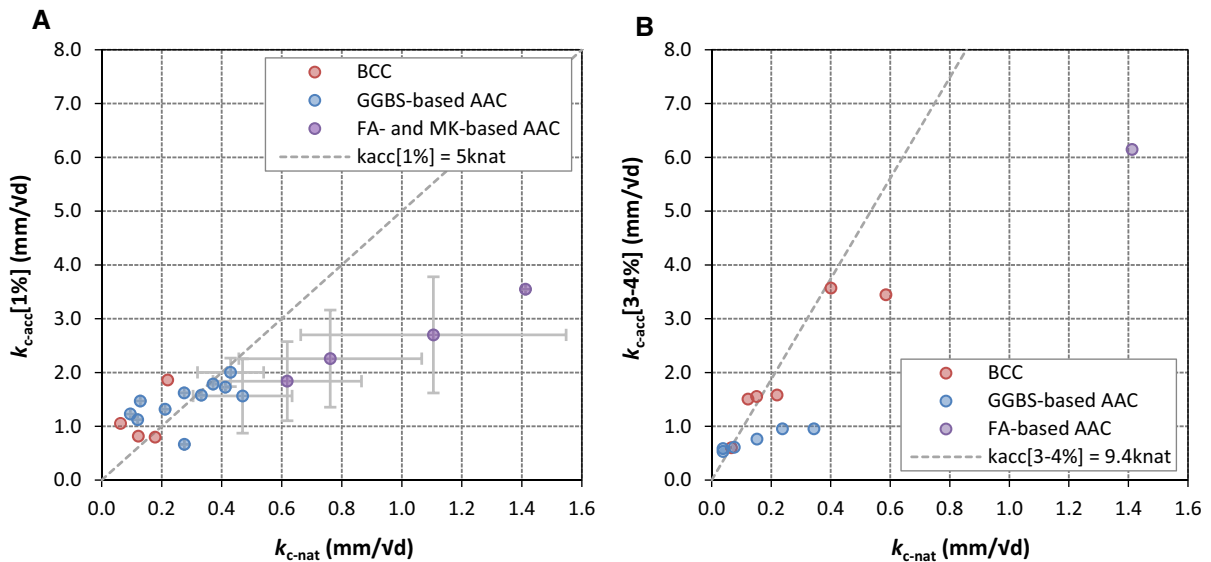 A
8.0
7.0
6.0
5.0
4.0
3.0
2.0
1.0
0.0
0.0 0.2 0.4 0.6 0.8 1.0 1.2 1.4 1.6
kc-acc[1%] (mm/√d)
kc-nat (mm/√d)
BCC
GGBS-based AAC
FA- and MK-based AAC
kacc[1%] = 5knat
B
8.0
7.0
6.0
5.0
4.0
3.0
2.0
1.0
0.0
0.0 0.2 0.4 0.6 0.8 1.0 1.2 1.4 1.6
kc-acc[3-4%] (mm/√d)
kc-nat (mm/√d)
BCC
GGBS-based AAC
FA-based AAC
kacc[3-4%] = 9.4knat